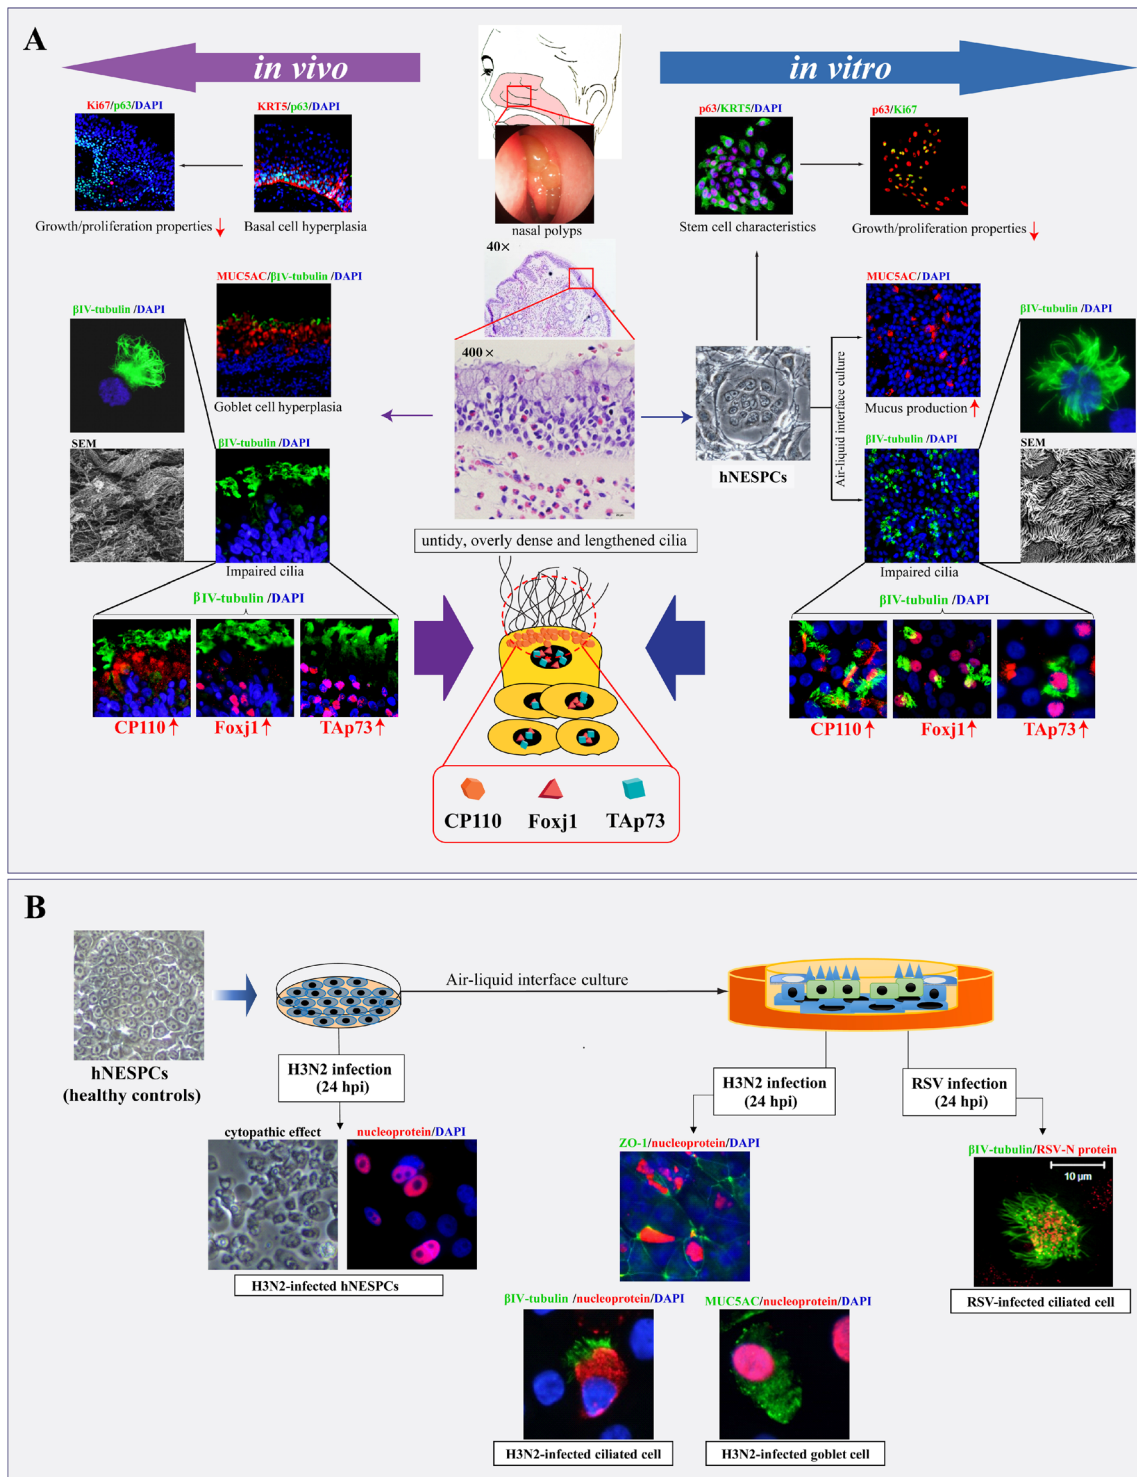 A
in vivo
in vitro
Ki67/p63/DAPI
KRT5/p63/DAPI
Growth/proliferation properties ↓
Basal cell hyperplasia
nasal polyps
p63/KRT5/DAPI
p63/Ki67
Stem cell characteristics
Growth/proliferation properties ↓
40×
400×
MUC5AC/βIV-tubulin /DAPI
βIV-tubulin /DAPI
Goblet cell hyperplasia
SEM
βIV-tubulin /DAPI
Impaired cilia
βIV-tubulin /DAPI
CP110↑
Foxj1↑
TAp73↑
hNESPCs
Air-liquid interface culture
MUC5AC/DAPI
Mucus production ↑
βIV-tubulin /DAPI
βIV-tubulin /DAPI
SEM
Impaired cilia
βIV-tubulin /DAPI
CP110↑
Foxj1↑
TAp73↑
untidy, overly dense and lengthened cilia
CP110
Foxj1
TAp73
B
hNESPCs
(healthy controls)
Air-liquid interface culture
H3N2 infection
(24 hpi)
cytopathic effect
nucleoprotein/DAPI
H3N2-infected hNESPCs
H3N2 infection
(24 hpi)
RSV infection
(24 hpi)
ZO-1/nucleoprotein/DAPI
βIV-tubulin/RSV-N protein
10 µm
RSV-infected ciliated cell
βIV-tubulin /nucleoprotein/DAPI
MUC5AC/nucleoprotein/DAPI
H3N2-infected ciliated cell
H3N2-infected goblet cell